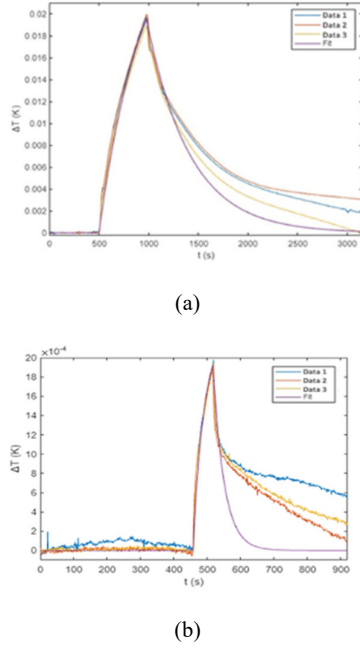 0.02
0.018
0.016
0.014
0.012
0.01
0.008
0.006
0.004
0.002
0
ΔT (K)
Data 1
Data 2
Data 3
Fit
0 500 1000 1500 2000 2500 3000
t (s)
(a)
×10⁻⁴
20
18
16
14
12
10
8
6
4
2
0
ΔT (K)
Data 1
Data 2
Data 3
Fit
0 100 200 300 400 500 600 700 800 900
t (s)
(b)